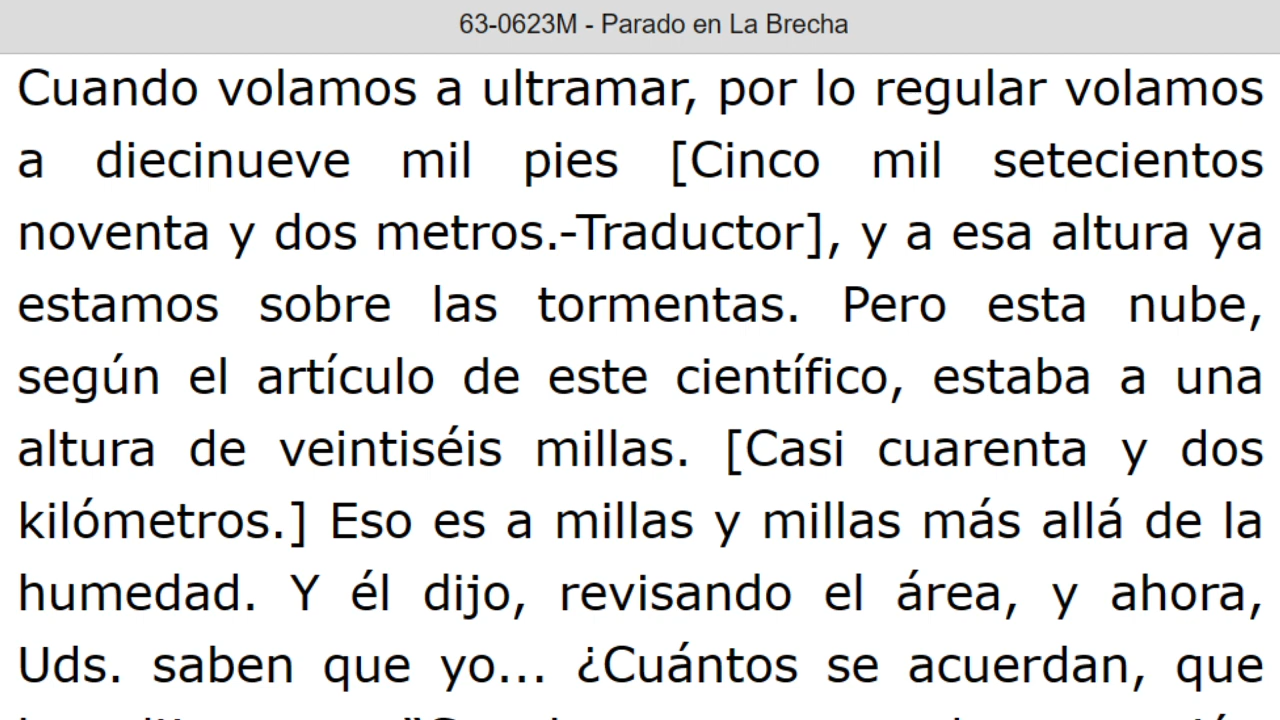 63-0623M - Parado en La Brecha
Cuando volamos a ultramar, por lo regular volamos
a diecinueve mil pies [Cinco mil setecientos
noventa y dos metros.-Traductor], y a esa altura ya
estamos sobre las tormentas. Pero esta nube,
según el artículo de este científico, estaba a una
altura de veintiséis millas. [Casi cuarenta y dos
kilómetros.] Eso es a millas y millas más allá de la
humedad. Y él dijo, revisando el área, y ahora,
Uds. saben que yo... ¿Cuántos se acuerdan, que